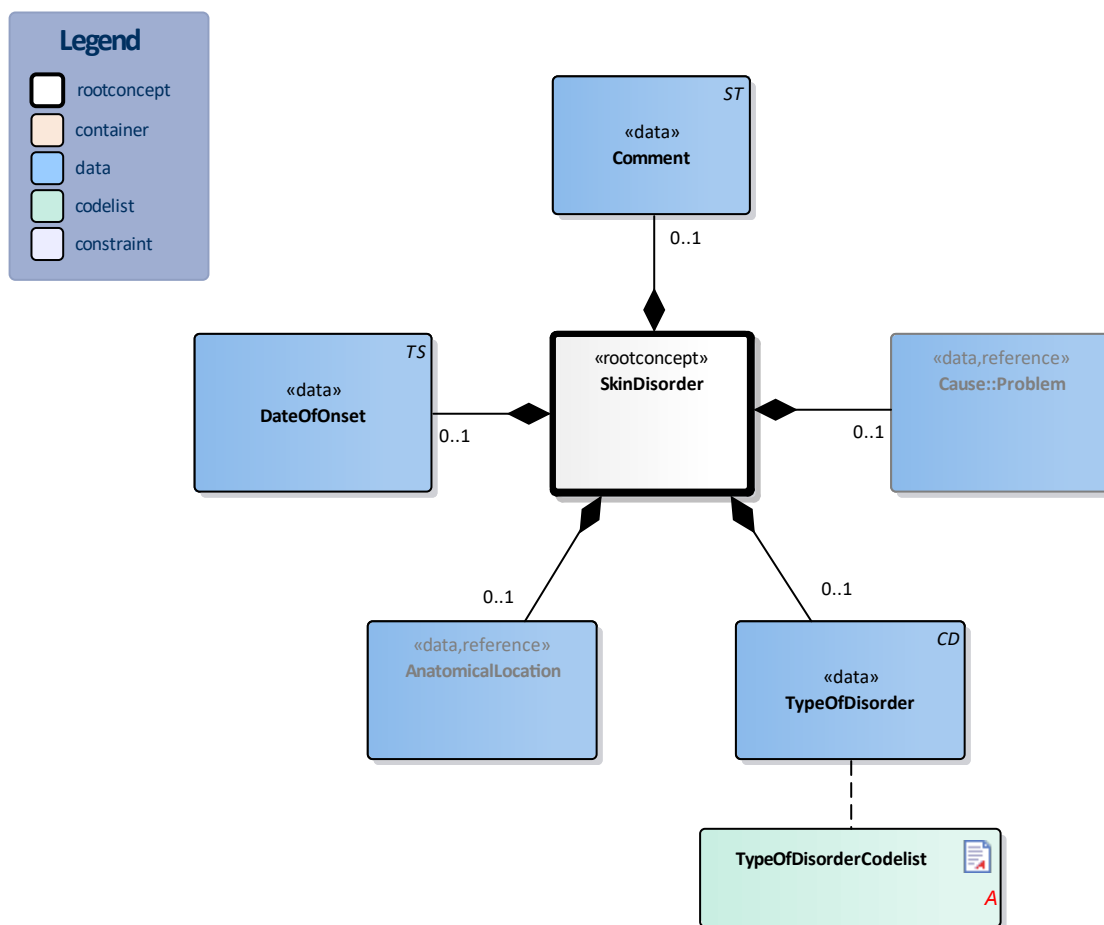 Legend
rootconcept
container
data
codelist
constraint
ST
«data»
Comment
0..1
TS
«data»
DateOfOnset
0..1
«rootconcept»
SkinDisorder
«data,reference»
Cause::Problem
0..1
0..1
«data,reference»
AnatomicalLocation
0..1
CD
«data»
TypeOfDisorder
TypeOfDisorderCodelist
A